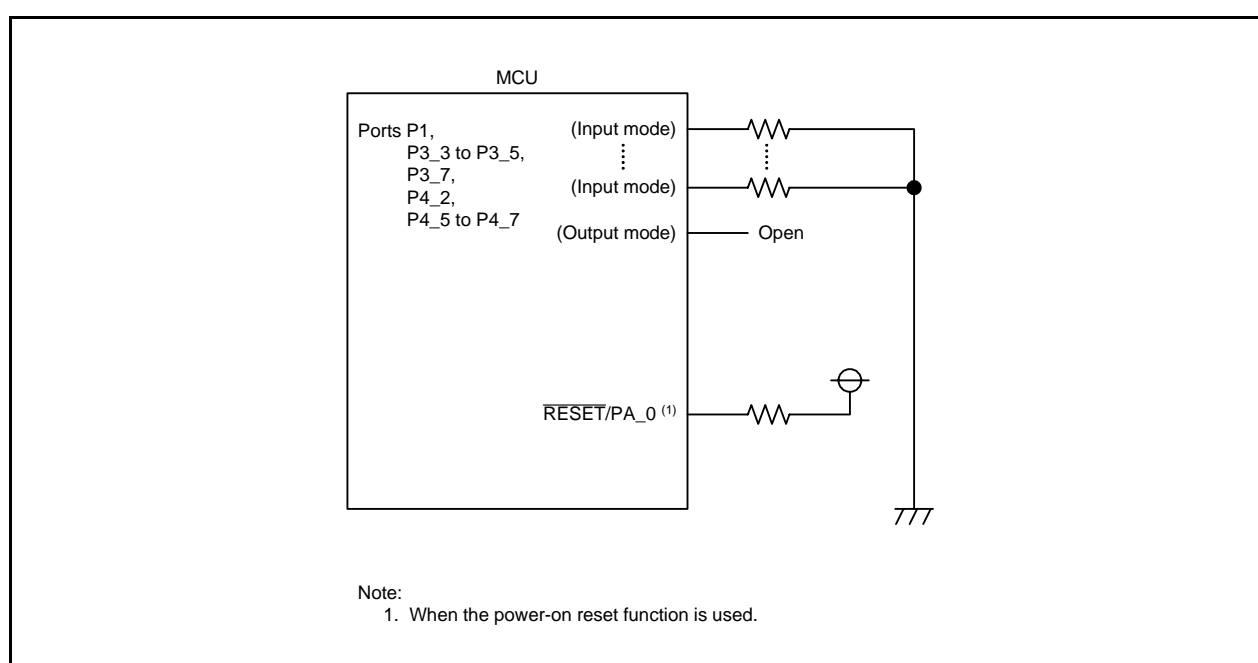 MCU
Ports P1, (Input mode)
P3_3 to P3_5,
P3_7, (Input mode)
P4_2,
P4_5 to P4_7
(Output mode) Open
RESET/PA_0 (1)
Note:
1. When the power-on reset function is used.